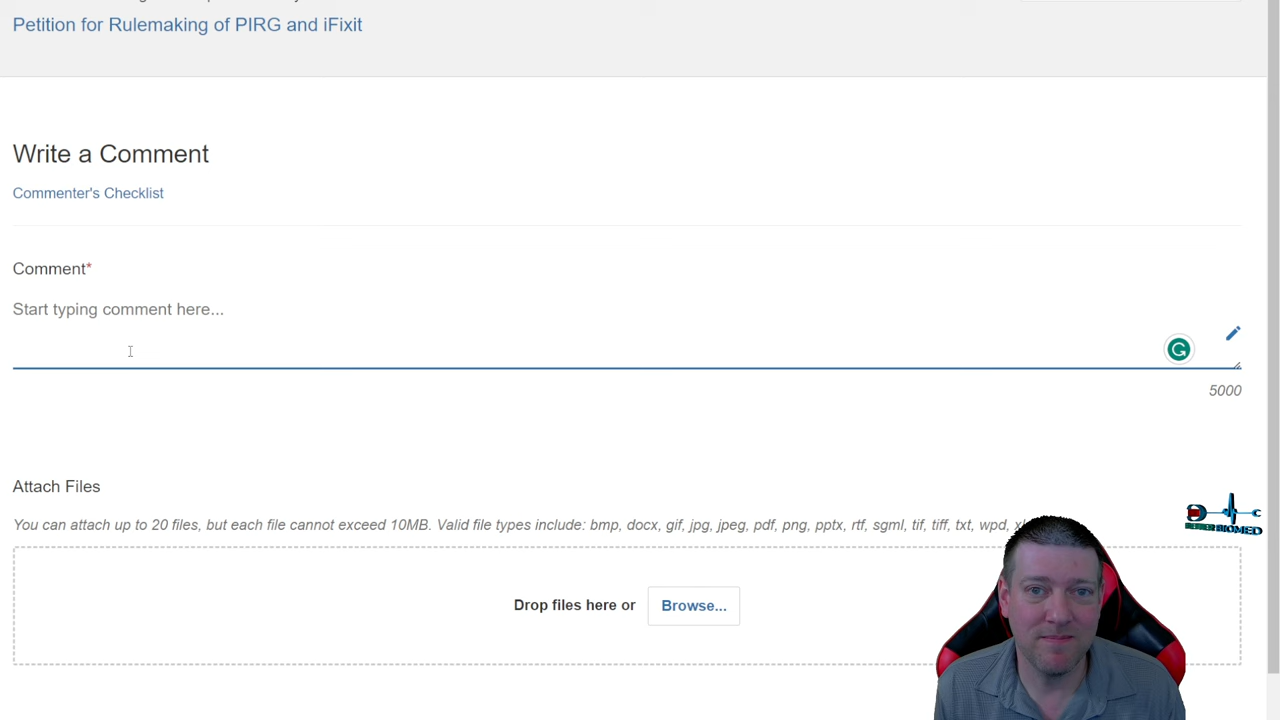 Petition for Rulemaking of PIRG and iFixit
Write a Comment
Commenter's Checklist
Comment*
Start typing comment here...
5000
Attach Files
You can attach up to 20 files, but each file cannot exceed 10MB. Valid file types include: bmp, docx, gif, jpg, jpeg, pdf, png, pptx, rtf, sgml, tif, tiff, txt, wpd,
BETTER BIOMED
Drop files here or Browse...